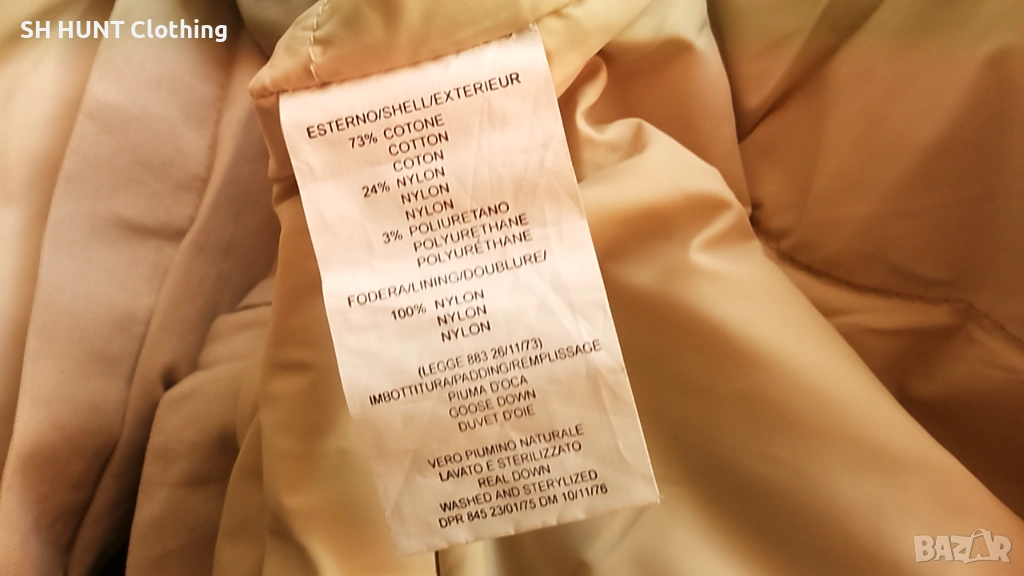 SH HUNT Clothing
ESTERNO/SHELL/EXTERIEUR
73% COTONE
COTTON
COTON
24% NYLON
NYLON
NYLON
3% POLIURETANO
POLYURETHANE
POLYURETHANE
FODERA/LINING/DOUBLURE/
100% NYLON
NYLON
NYLON
(LEGGE 883 26/11/73)
IMBOTTITURA/PADDING/REMPLISSAGE
PIUMA D'OCA
GOOSE DOWN
DUVET D'OIE
VERO PIUMINO NATURALE
LAVATO E STERILIZZATO
REAL DOWN
WASHED AND STERYLIZED
DPR 845 23/01/75 DM 10/11/76
BAZAR